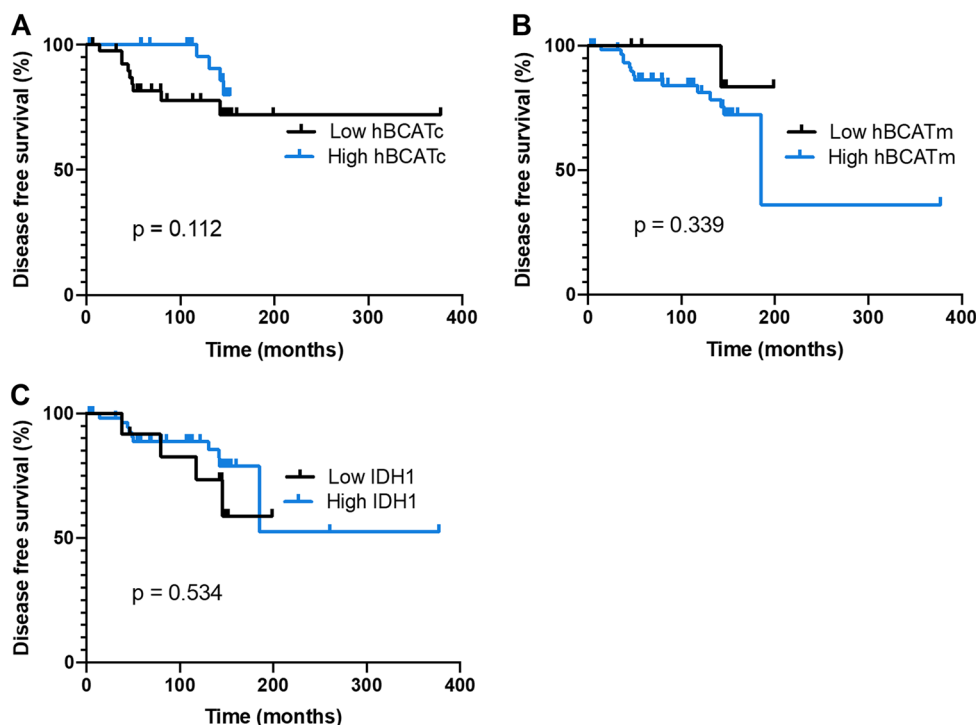 A
Disease free survival (%)
100
50
0
0 100 200 300 400
Time (months)
Low hBCATc
High hBCATc
p = 0.112
B
Disease free survival (%)
100
50
0
0 100 200 300 400
Time (months)
Low hBCATm
High hBCATm
p = 0.339
C
Disease free survival (%)
100
50
0
0 100 200 300 400
Time (months)
Low IDH1
High IDH1
p = 0.534